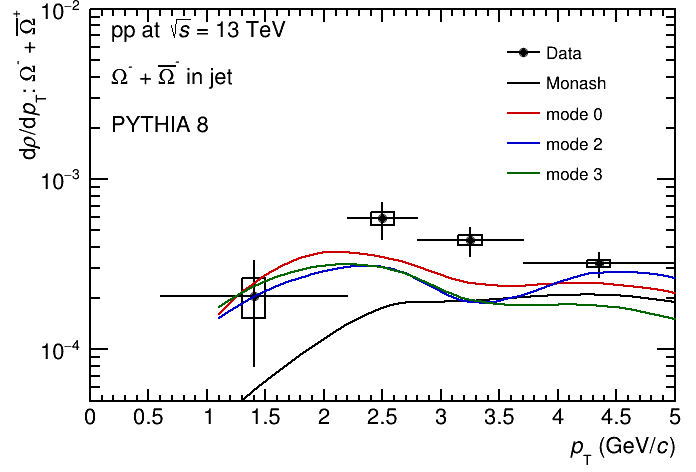 dρ/dp_T: Ω⁻ + Ω̅⁺
10⁻²
10⁻³
10⁻⁴
pp at √s = 13 TeV
Ω⁻ + Ω̅⁻ in jet
PYTHIA 8
Data
Monash
mode 0
mode 2
mode 3
0 0.5 1 1.5 2 2.5 3 3.5 4 4.5 5
p_T (GeV/c)